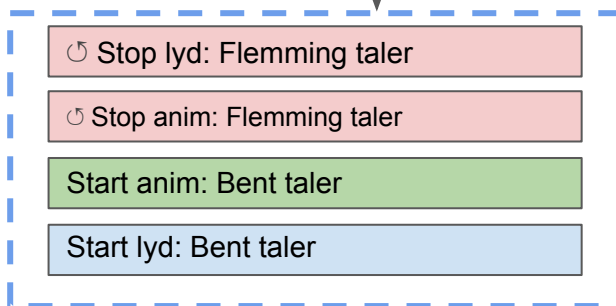 ↺ Stop lyd: Flemming taler
↺ Stop anim: Flemming taler
Start anim: Bent taler
Start lyd: Bent taler